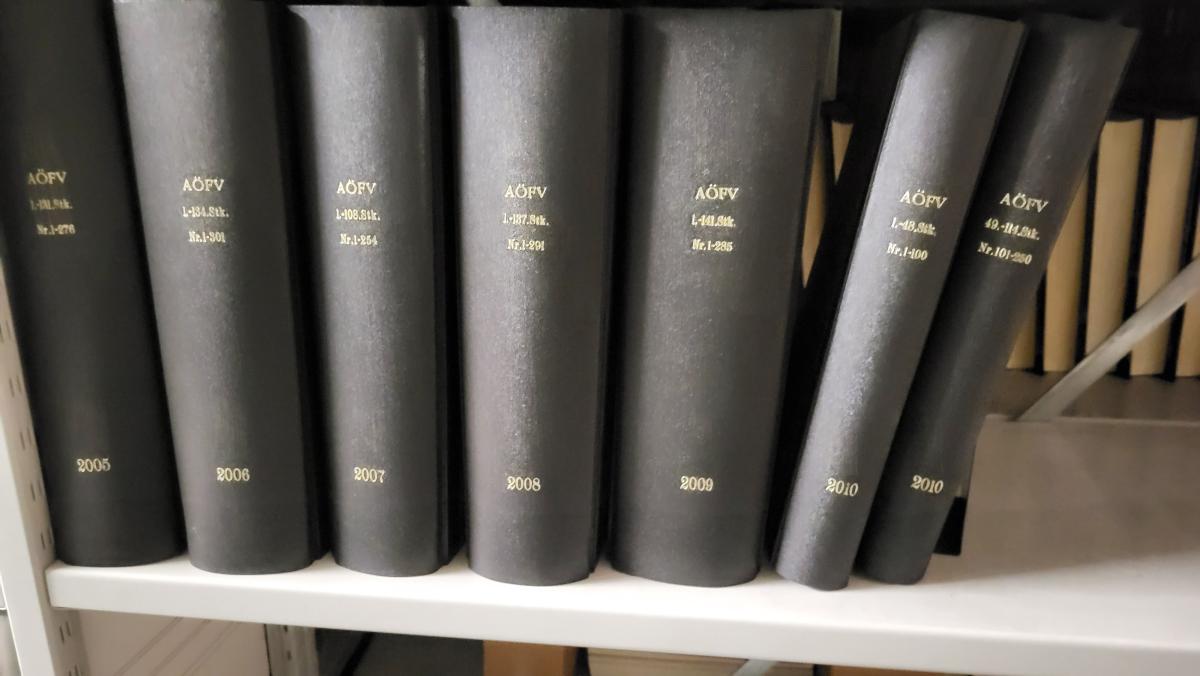 AÖFV
1.-131.Stk.
Nr.1-276
2005
AÖFV
1.-134.Stk.
Nr.1-301
2006
AÖFV
1.-108.Stk.
Nr.1-254
2007
AÖFV
1.-137.Stk.
Nr.1-291
2008
AÖFV
1.-141.Stk.
Nr.1-285
2009
AÖFV
1.-48.Stk.
Nr.1-100
2010
AÖFV
49.-114.Stk.
Nr.101-250
2010